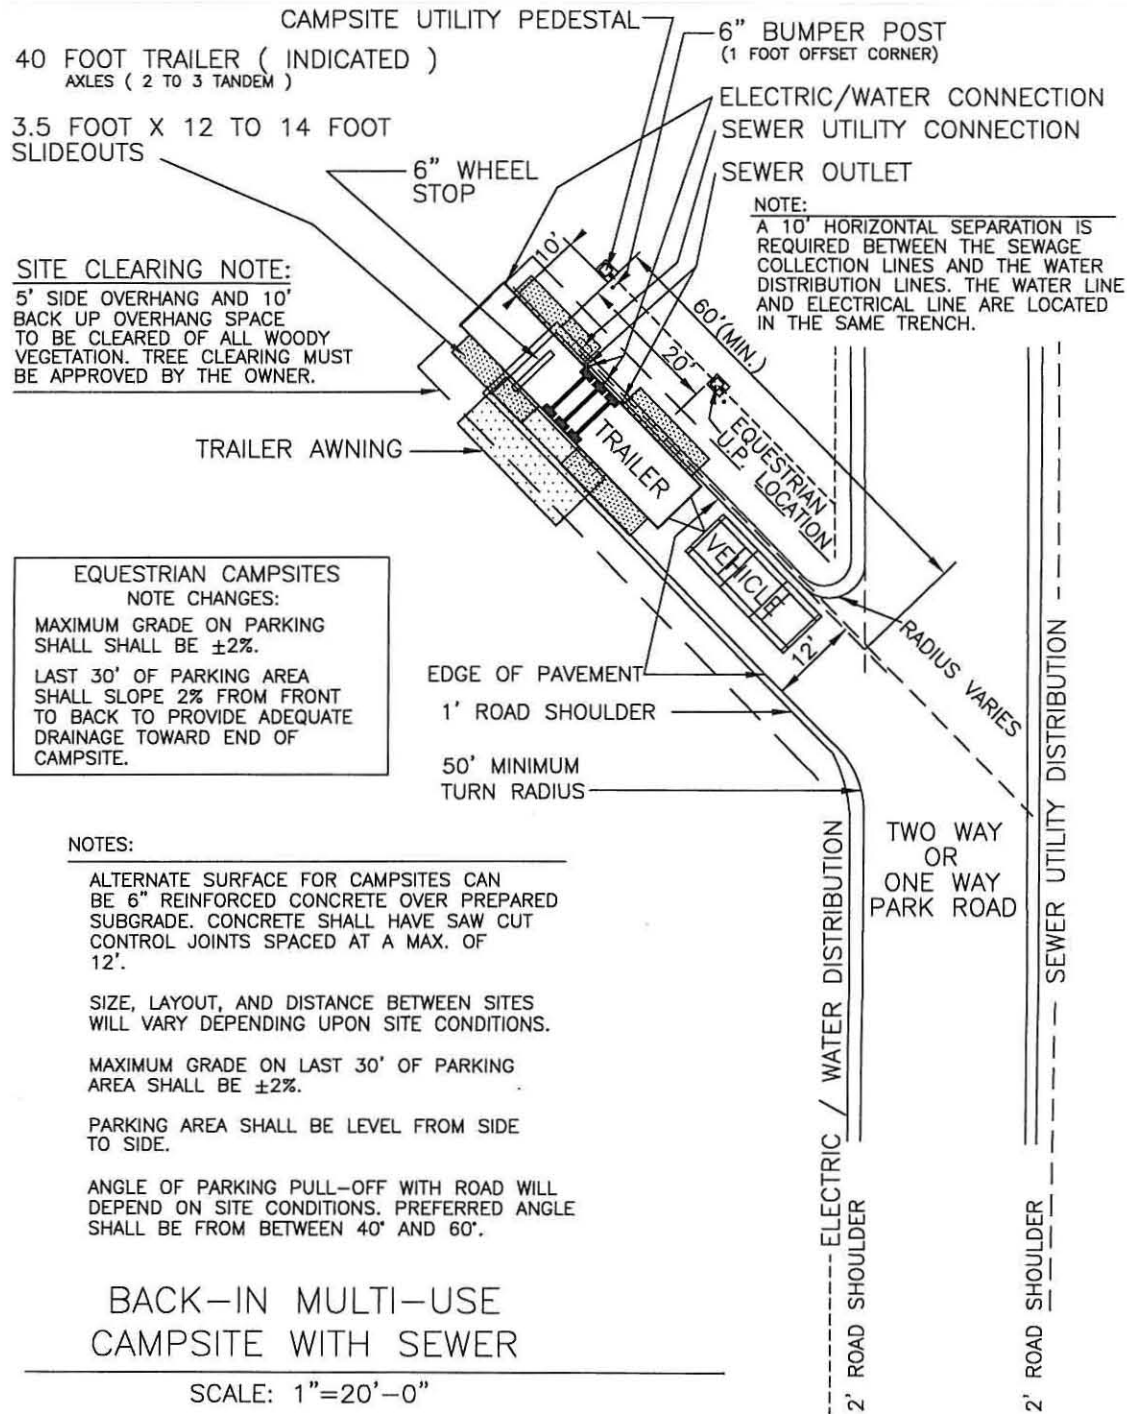 CAMPSITE UTILITY PEDESTAL
6" BUMPER POST
(1 FOOT OFFSET CORNER)
40 FOOT TRAILER ( INDICATED )
AXLES ( 2 TO 3 TANDEM )
ELECTRIC/WATER CONNECTION
3.5 FOOT X 12 TO 14 FOOT
SLIDEOUTS
SEWER UTILITY CONNECTION
6" WHEEL
STOP
SEWER OUTLET
NOTE:
A 10' HORIZONTAL SEPARATION IS
REQUIRED BETWEEN THE SEWAGE
COLLECTION LINES AND THE WATER
DISTRIBUTION LINES. THE WATER LINE
AND ELECTRICAL LINE ARE LOCATED
IN THE SAME TRENCH.
SITE CLEARING NOTE:
5' SIDE OVERHANG AND 10'
BACK UP OVERHANG SPACE
TO BE CLEARED OF ALL WOODY
VEGETATION. TREE CLEARING MUST
BE APPROVED BY THE OWNER.
10'
60'(MIN.)
20'
TRAILER AWNING
TRAILER
EQUESTRIAN
U.P. LOCATION
VEHICLE
12'
RADIUS VARIES
EQUESTRIAN CAMPSITES
NOTE CHANGES:
MAXIMUM GRADE ON PARKING
SHALL SHALL BE ±2%.
LAST 30' OF PARKING AREA
SHALL SLOPE 2% FROM FRONT
TO BACK TO PROVIDE ADEQUATE
DRAINAGE TOWARD END OF
CAMPSITE.
EDGE OF PAVEMENT
1' ROAD SHOULDER
50' MINIMUM
TURN RADIUS
TWO WAY
OR
ONE WAY
PARK ROAD
SEWER UTILITY DISTRIBUTION
ELECTRIC / WATER DISTRIBUTION
2' ROAD SHOULDER
2' ROAD SHOULDER
NOTES:
ALTERNATE SURFACE FOR CAMPSITES CAN
BE 6" REINFORCED CONCRETE OVER PREPARED
SUBGRADE. CONCRETE SHALL HAVE SAW CUT
CONTROL JOINTS SPACED AT A MAX. OF
12'.
SIZE, LAYOUT, AND DISTANCE BETWEEN SITES
WILL VARY DEPENDING UPON SITE CONDITIONS.
MAXIMUM GRADE ON LAST 30' OF PARKING
AREA SHALL BE ±2%.
PARKING AREA SHALL BE LEVEL FROM SIDE
TO SIDE.
ANGLE OF PARKING PULL-OFF WITH ROAD WILL
DEPEND ON SITE CONDITIONS. PREFERRED ANGLE
SHALL BE FROM BETWEEN 40° AND 60°.
BACK-IN MULTI-USE
CAMPSITE WITH SEWER
SCALE: 1"=20'-0"